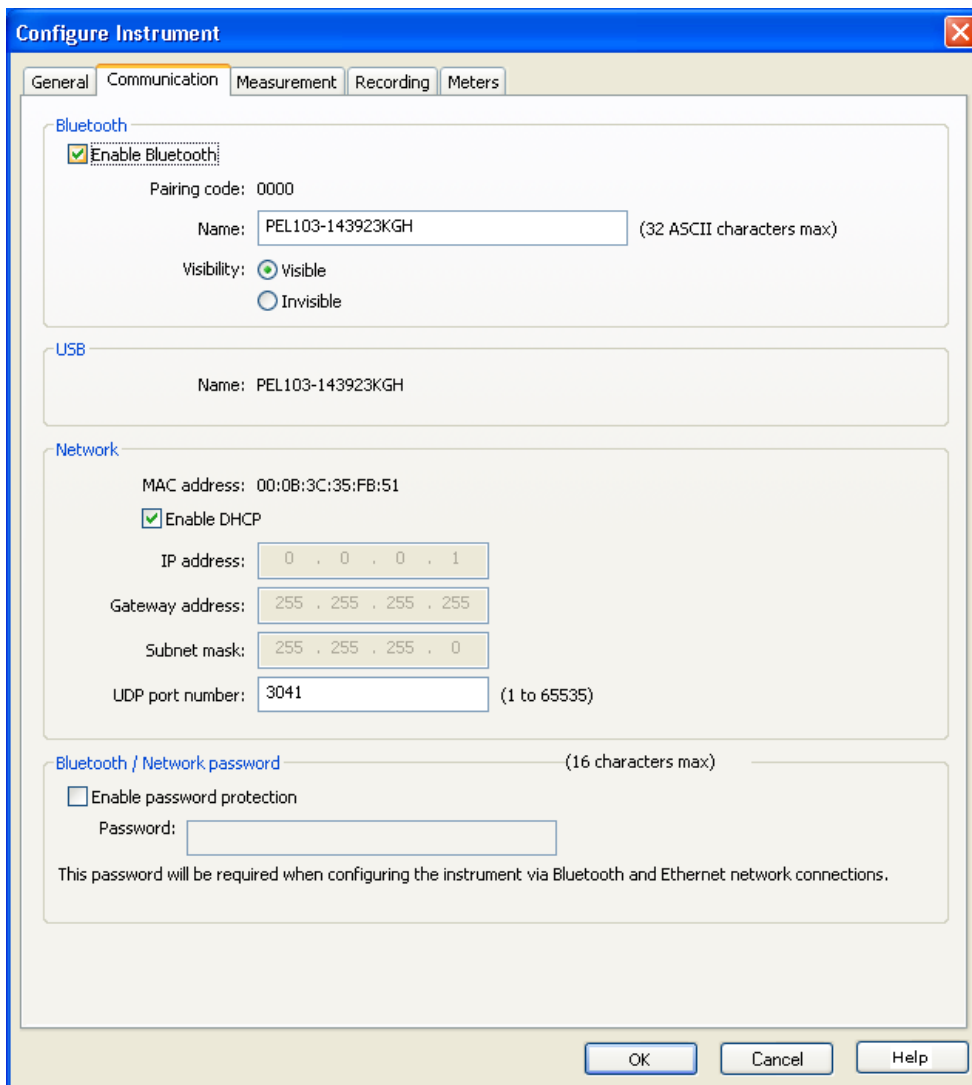 Configure Instrument
General Communication Measurement Recording Meters
Bluetooth
Enable Bluetooth
Pairing code: 0000
Name: PEL103-143923KGH (32 ASCII characters max)
Visibility: Visible
Invisible
USB
Name: PEL103-143923KGH
Network
MAC address: 00:0B:3C:35:FB:51
Enable DHCP
IP address: 0 . 0 . 0 . 1
Gateway address: 255 . 255 . 255 . 255
Subnet mask: 255 . 255 . 255 . 0
UDP port number: 3041 (1 to 65535)
Bluetooth / Network password (16 characters max)
Enable password protection
Password:
This password will be required when configuring the instrument via Bluetooth and Ethernet network connections.
OK Cancel Help